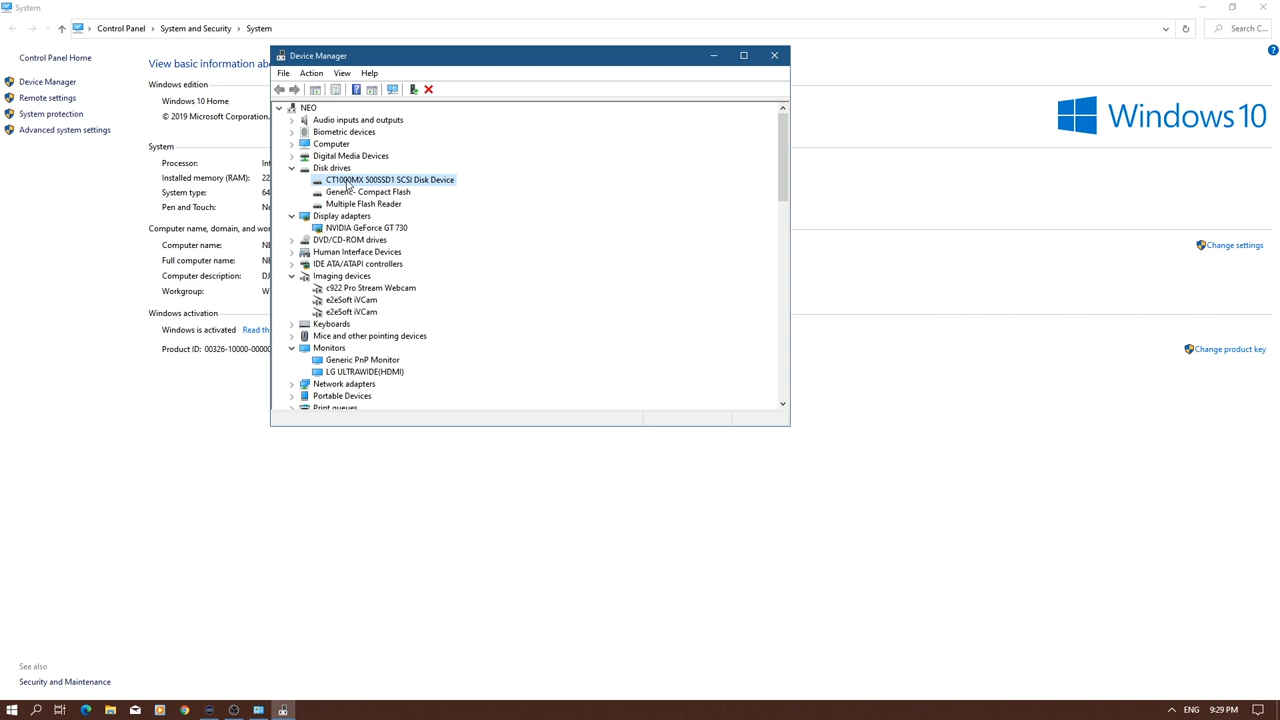 System
Control Panel System and Security System
Search C...
Control Panel Home
Device Manager
Remote settings
System protection
Advanced system settings
View basic information
Windows edition
Windows 10 Home
© 2019 Microsoft Corporation.
System
Processor:
Installed memory (RAM): 22
System type: 64
Pen and Touch:
Computer name, domain, and
Computer name:
Full computer name:
Computer description:
Workgroup:
Windows activation
Windows is activated Read
Product ID: 00326-10000-0000
Windows 10
Change settings
Change product key
Device Manager
File Action View Help
NEO
Audio inputs and outputs
Biometric devices
Computer
Digital Media Devices
Disk drives
CT1000MX 500SSD1 SCSI Disk Device
Generic- Compact Flash
Multiple Flash Reader
Display adapters
NVIDIA GeForce GT 730
DVD/CD-ROM drives
Human Interface Devices
IDE ATA/ATAPI controllers
Imaging devices
c922 Pro Stream Webcam
e2eSoft iVCam
e2eSoft iVCam
Keyboards
Mice and other pointing devices
Monitors
Generic PnP Monitor
LG ULTRAWIDE(HDMI)
Network adapters
Portable Devices
Print queues
See also
Security and Maintenance
ENG 9:29 PM